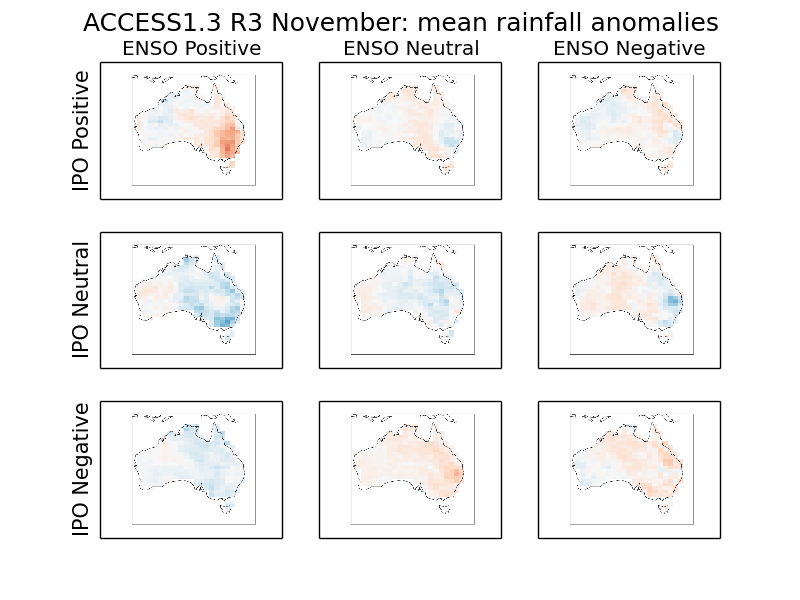 ACCESS1.3 R3 November: mean rainfall anomalies
ENSO Positive ENSO Neutral ENSO Negative
IPO Positive
IPO Neutral
IPO Negative